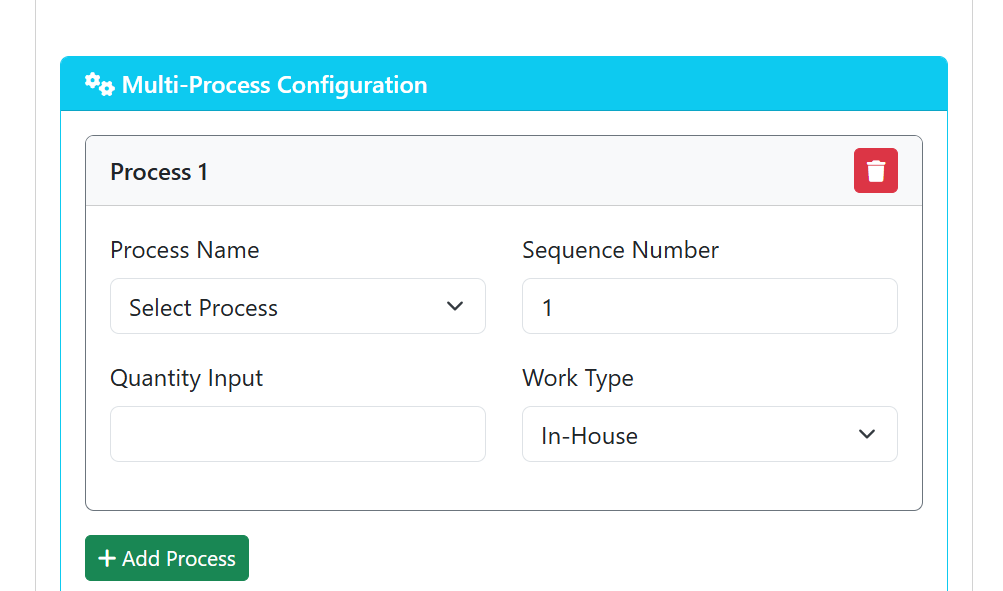 Multi-Process Configuration
Process 1
Process Name
Sequence Number
Select Process
1
Quantity Input
Work Type
In-House
Add Process